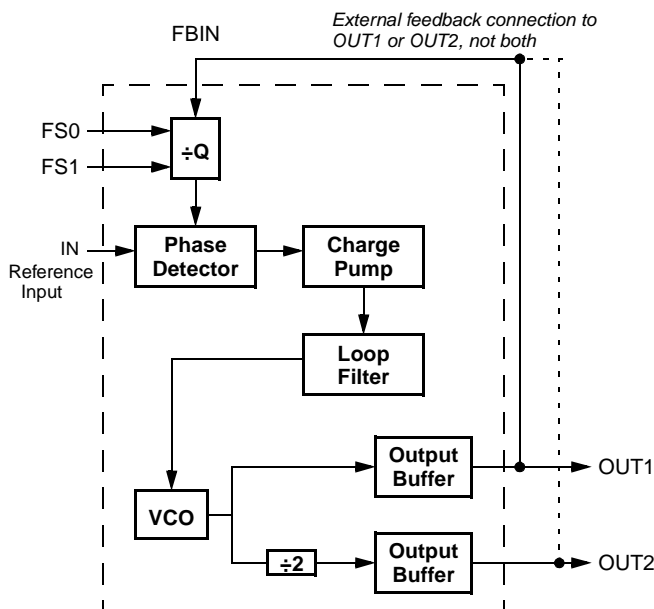 External feedback connection to
OUT1 or OUT2, not both
FBIN
FS0
FS1
÷Q
IN
Reference
Input
Phase
Detector
Charge
Pump
Loop
Filter
VCO
Output
Buffer
OUT1
÷2
Output
Buffer
OUT2